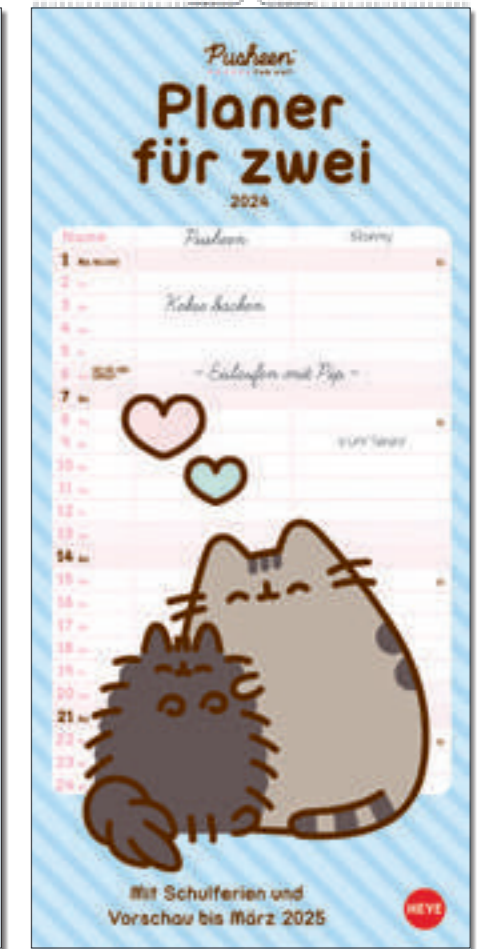 Pusheen
Planer
für zwei
2024
Name Pusheen Stormy
1
2
3 Kekse backen
4
5
6 - Eislaufen mit Pip -
7
8
9
10
11
12
13
14
15
16
17
18
19
20
21
22
23
24
Mit Schulferien und
Vorschau bis März 2025
HEYE